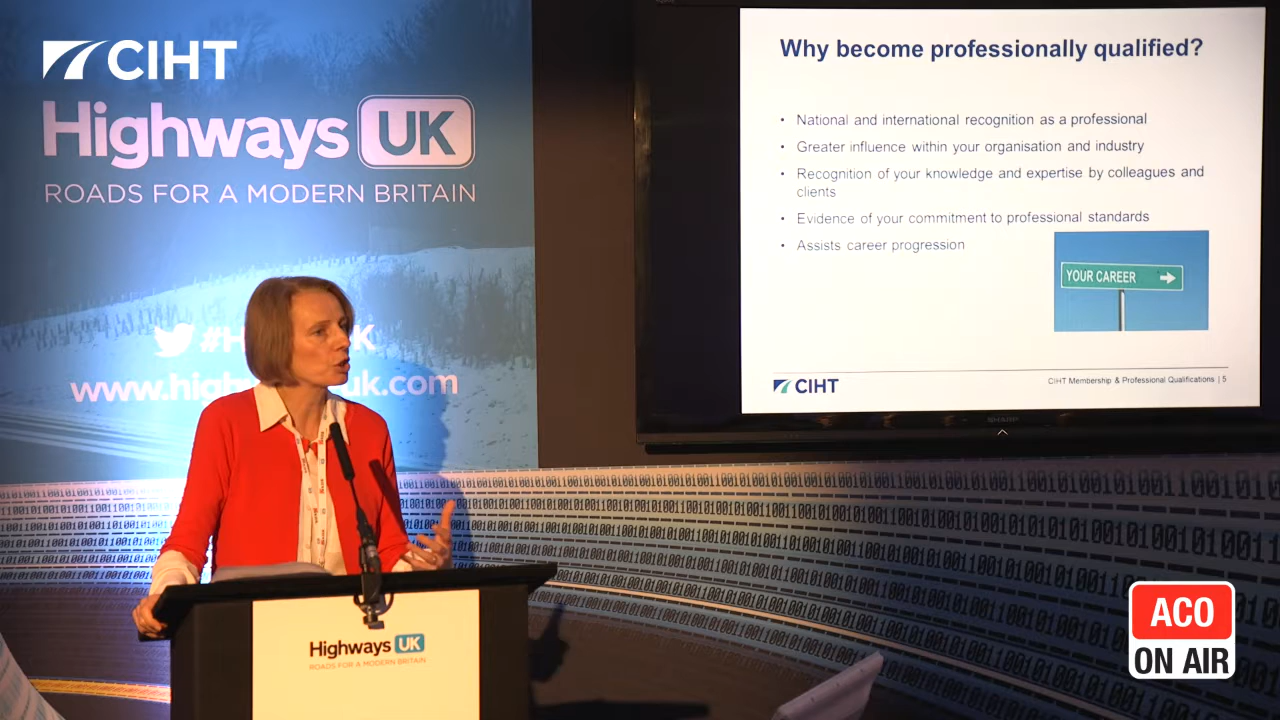 CIHT
Highways UK
ROADS FOR A MODERN BRITAIN
#H K
www.hig uk.com
Why become professionally qualified?
• National and international recognition as a professional
• Greater influence within your organisation and industry
• Recognition of your knowledge and expertise by colleagues and
clients
• Evidence of your commitment to professional standards
• Assists career progression
YOUR CAREER
CIHT
CIHT Membership & Professional Qualifications | 5
Highways UK
ROADS FOR A MODERN BRITAIN
ACO
ON AIR